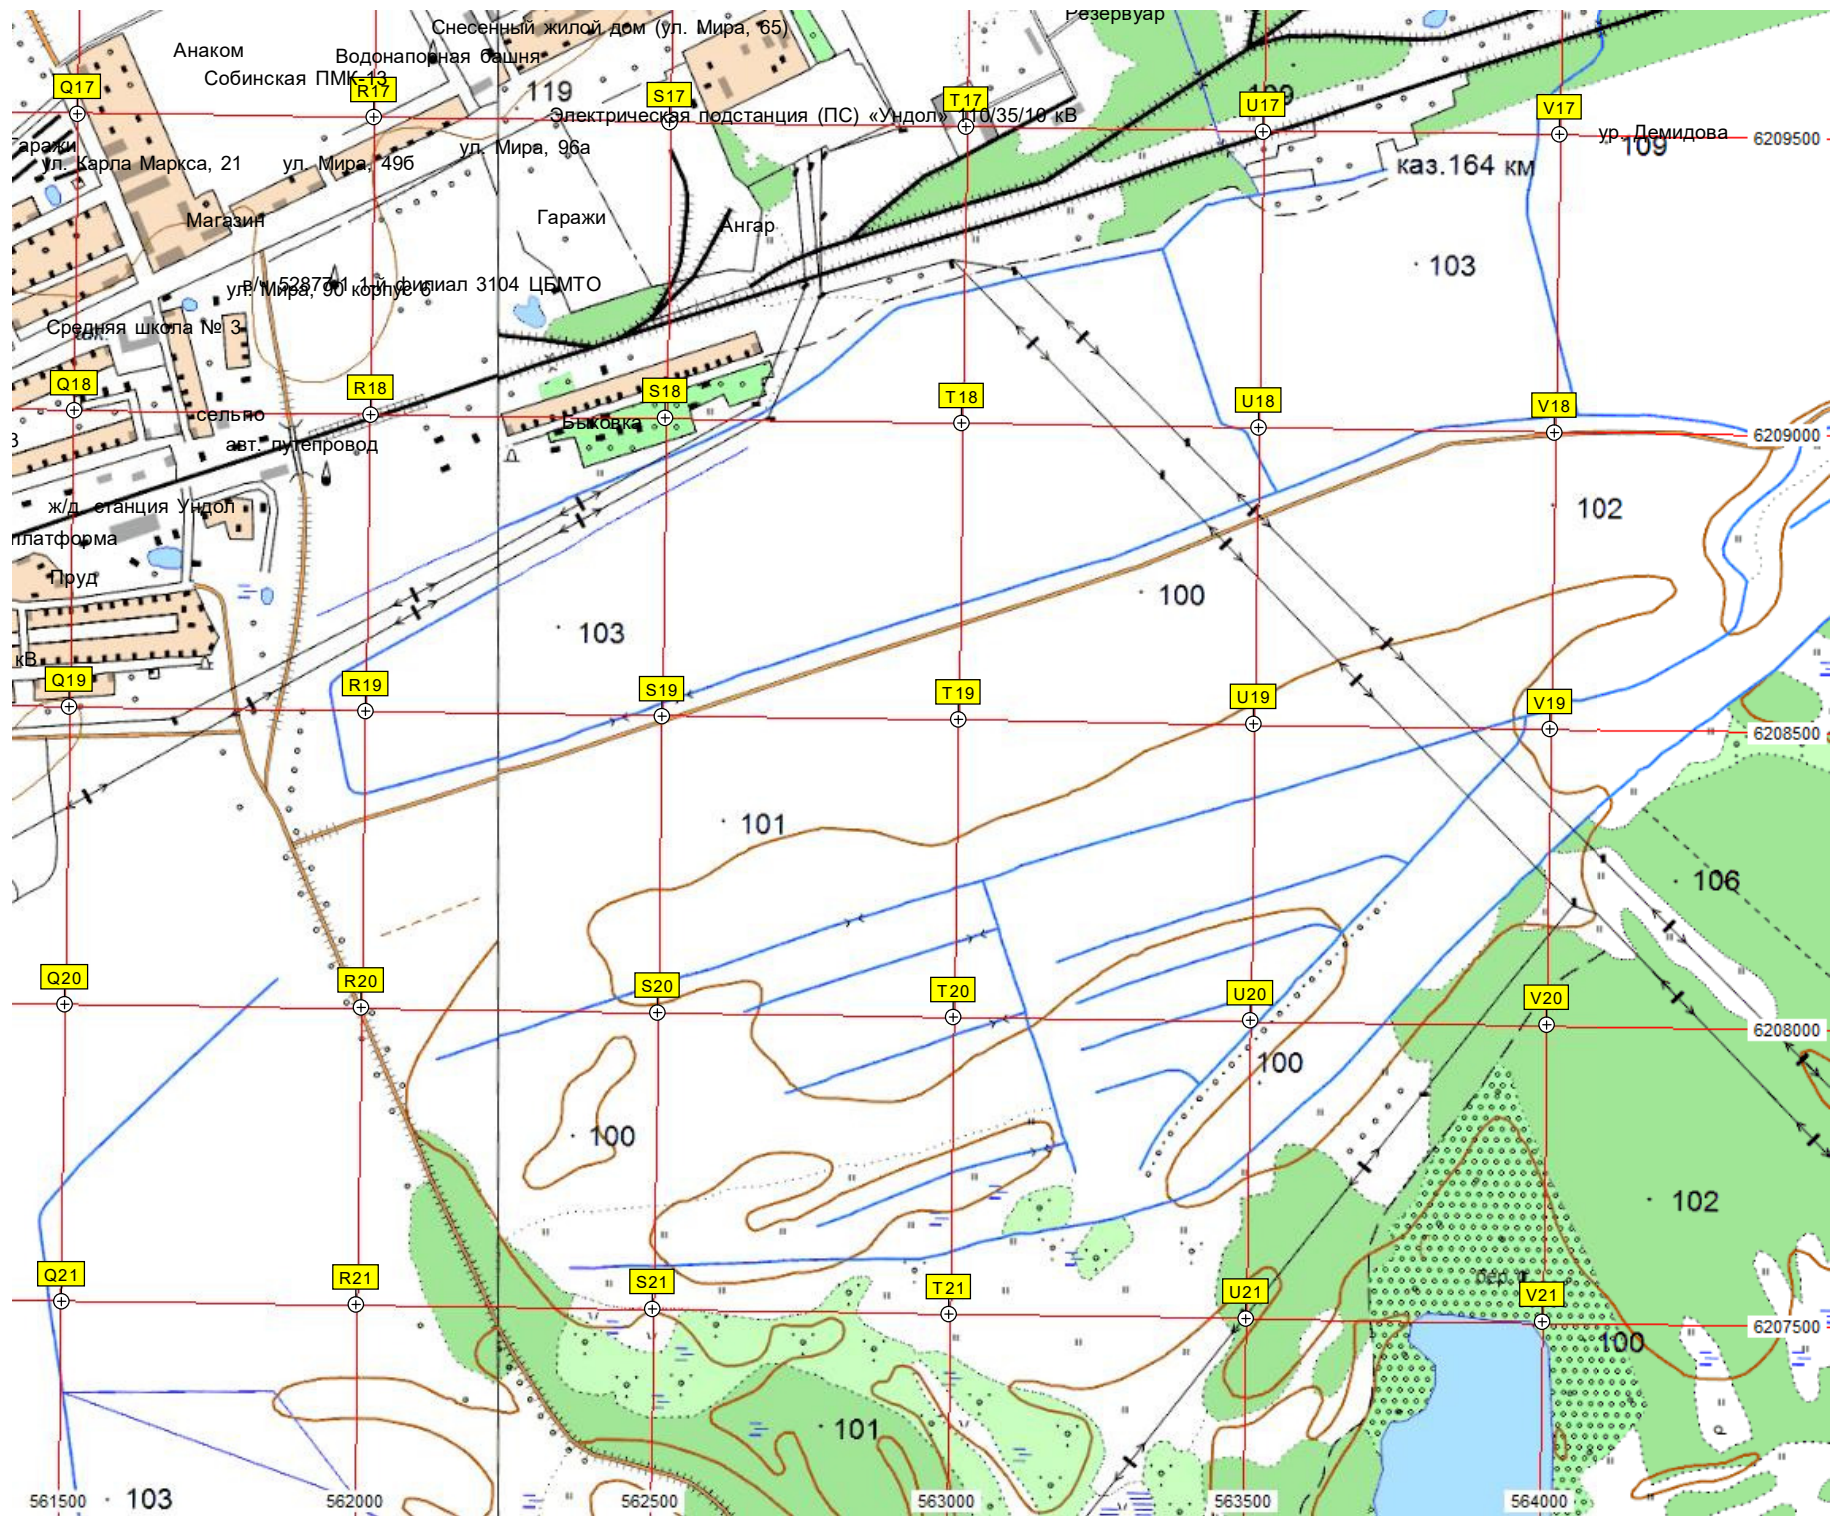 Резервуар
Снесенный жилой дом (ул. Мира, 65)
Анаком
Водонапорная башня
Собинская ПМК-13
Q17
R17
119
S17
T17
109
U17
V17
Электрическая подстанция (ПС) «Ундол» 110/35/10 кВ
ур. Демидова
6209500
109
аражи
ул. Карла Маркса, 21
ул. Мира, 49б
ул. Мира, 96а
каз.164 км
Магазин
Гаражи
Ангар
103
ул. Мира, 90 корпус 6
1-й филиал 3104 ЦБМТО
Средняя школа № 3
Q18
R18
S18
T18
U18
V18
сельпо
Быковка
6209000
авт. путепровод
ж/д. станция Ундол
102
платформа
Пруд
100
103
кВ
Q19
R19
S19
T19
U19
V19
6208500
101
106
Q20
R20
S20
T20
U20
V20
6208000
100
100
102
Q21
R21
S21
T21
U21
бер.
V21
6207500
100
101
р
561500
103
562000
562500
563000
563500
564000